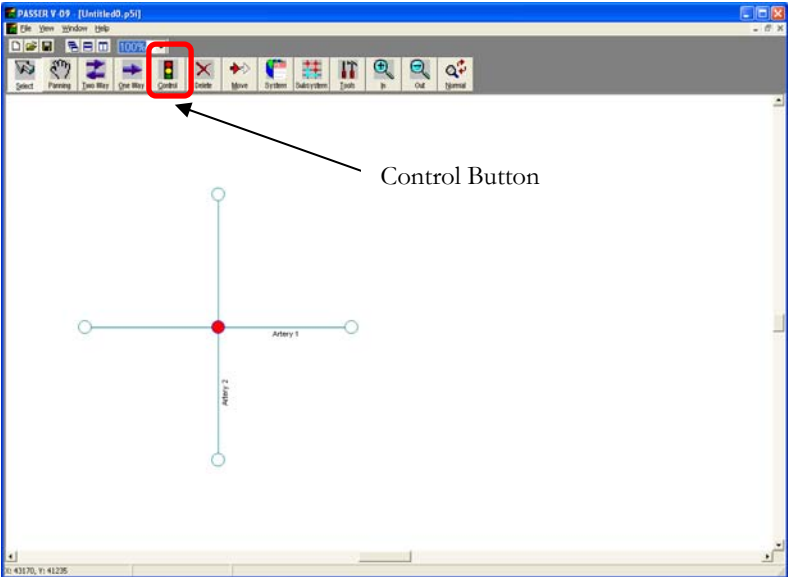 PASSER V-09 - [Untitled0.p5i]
File View Window Help
100%
Select Panning Two Way One Way Control Delete Move System Subsystem Tools In Out Normal
Control Button
Artery 1
Artery 2
X: 43170, Y: 41235